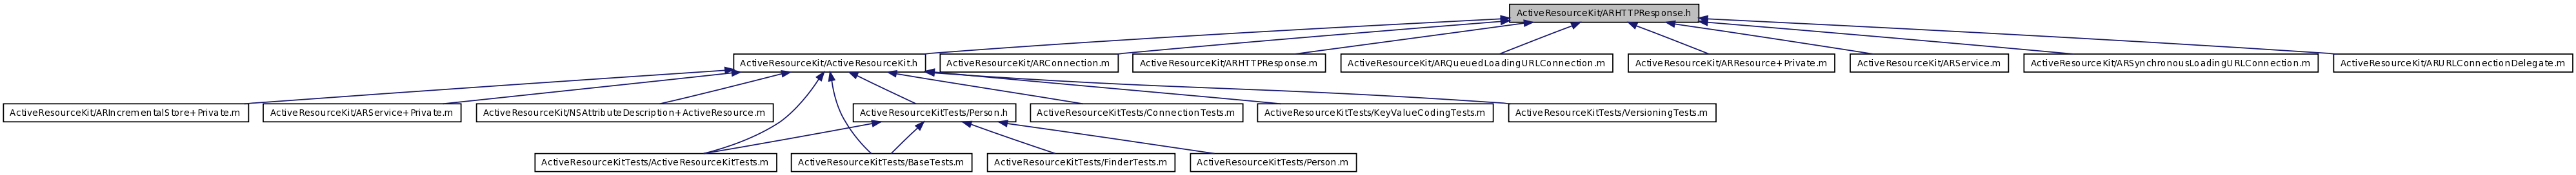 ActiveResourceKit/ARHTTPResponse.h
ActiveResourceKit/ActiveResourceKit.h
ActiveResourceKit/ARConnection.m
ActiveResourceKit/ARHTTPResponse.m
ActiveResourceKit/ARQueuedLoadingURLConnection.m
ActiveResourceKit/ARResource+Private.m
ActiveResourceKit/ARService.m
ActiveResourceKit/ARSynchronousLoadingURLConnection.m
ActiveResourceKit/ARURLConnectionDelegate.m
ActiveResourceKit/ARIncrementalStore+Private.m
ActiveResourceKit/ARService+Private.m
ActiveResourceKit/NSAttributeDescription+ActiveResource.m
ActiveResourceKitTests/Person.h
ActiveResourceKitTests/ConnectionTests.m
ActiveResourceKitTests/KeyValueCodingTests.m
ActiveResourceKitTests/VersioningTests.m
ActiveResourceKitTests/ActiveResourceKitTests.m
ActiveResourceKitTests/BaseTests.m
ActiveResourceKitTests/FinderTests.m
ActiveResourceKitTests/Person.m